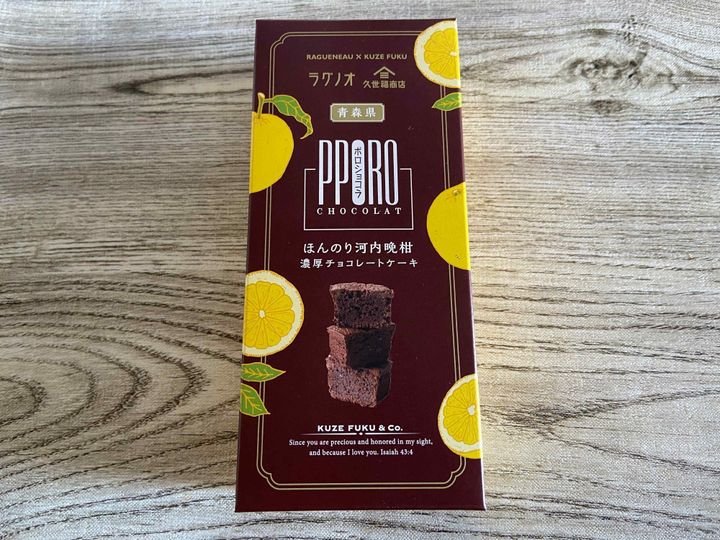 RAGUENEAU × KUZE FUKU
ラグノオ 久世福商店
青森県
PPORO
ポロショコラ
CHOCOLAT
ほんのり河内晩柑
濃厚チョコレートケーキ
KUZE FUKU & Co.
Since you are precious and honored in my sight,
and because I love you. Isaiah 43:4